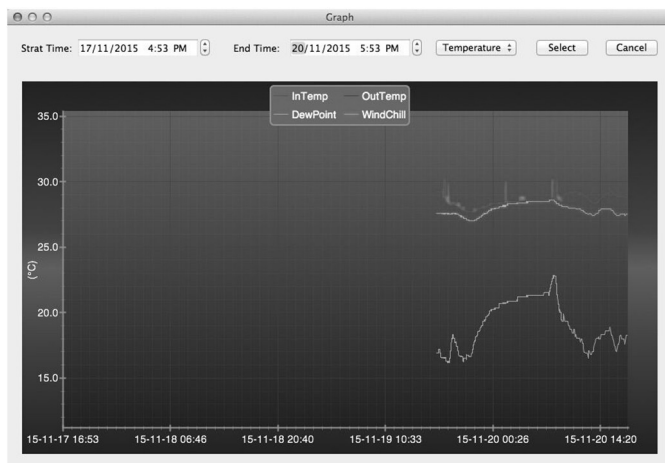 Graph
Strat Time: 17/11/2015 4:53 PM End Time: 20/11/2015 5:53 PM Temperature Select Cancel
InTemp OutTemp
DewPoint WindChill
35.0
30.0
25.0
(°C)
20.0
15.0
15-11-17 16:53 15-11-18 06:46 15-11-18 20:40 15-11-19 10:33 15-11-20 00:26 15-11-20 14:20